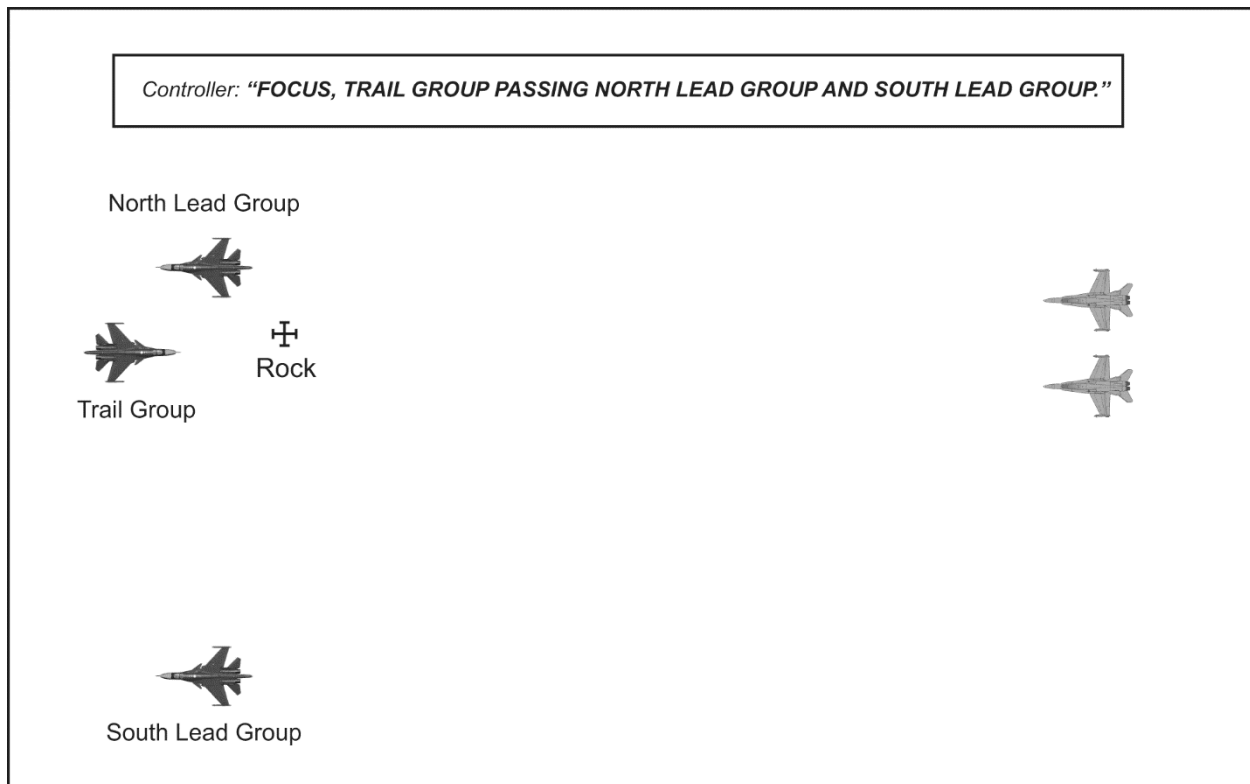 Controller: “FOCUS, TRAIL GROUP PASSING NORTH LEAD GROUP AND SOUTH LEAD GROUP.”
North Lead Group
Rock
Trail Group
South Lead Group